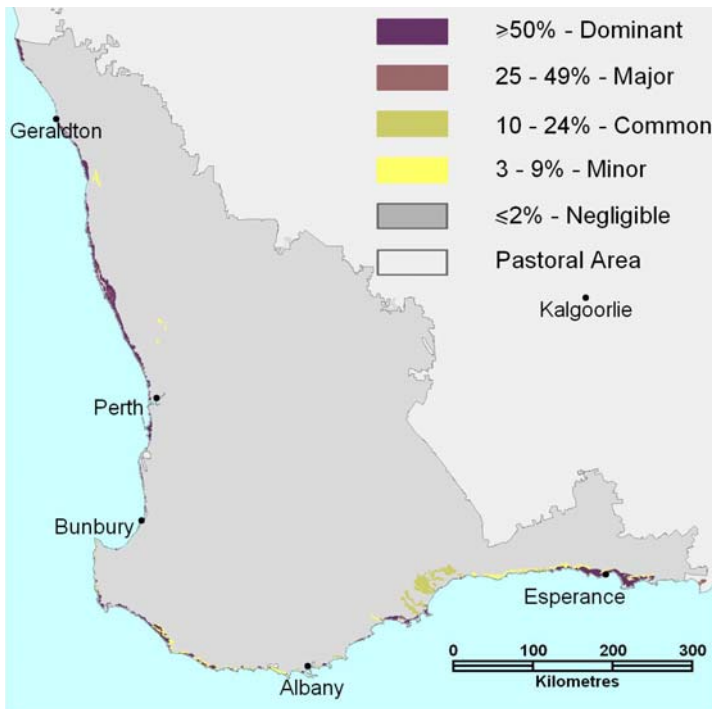 ≥50% - Dominant
25 - 49% - Major
10 - 24% - Common
3 - 9% - Minor
≤2% - Negligible
Pastoral Area
Geraldton
Kalgoorlie
Perth
Bunbury
Esperance
Albany
0 100 200 300
Kilometres